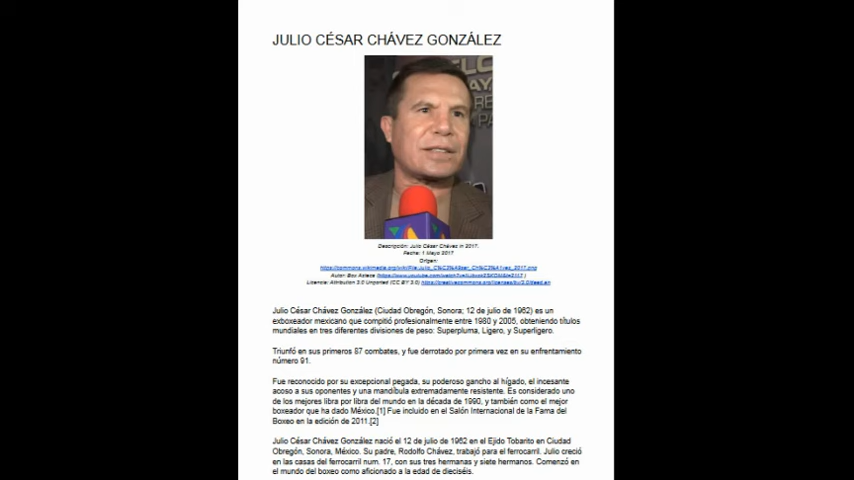 JULIO CÉSAR CHÁVEZ GONZÁLEZ
Descripción: Julio César Chávez in 2017.
Fecha: 1 Mayo 2017
Origen:
Autor: Box Azteca
Licencia: Attribution 3.0 Unported (CC BY 3.0)
Julio César Chávez González (Ciudad Obregón, Sonora; 12 de julio de 1962) es un
exboxeador mexicano que compitió profesionalmente entre 1980 y 2005, obteniendo títulos
mundiales en tres diferentes divisiones de peso: Superpluma, Ligero, y Superligero.
Triunfó en sus primeros 87 combates, y fue derrotado por primera vez en su enfrentamiento
número 91.
Fue reconocido por su excepcional pegada, su poderoso gancho al hígado, el incesante
acoso a sus oponentes y una mandíbula extremadamente resistente. Es considerado uno
de los mejores libra por libra del mundo en la década de 1990, y también como el mejor
boxeador que ha dado México.[1] Fue incluido en el Salón Internacional de la Fama del
Boxeo en la edición de 2011.[2]
Julio César Chávez González nació el 12 de julio de 1962 en el Ejido Tobarito en Ciudad
Obregón, Sonora, México. Su padre, Rodolfo Chávez, trabajó para el ferrocarril. Julio creció
en las casas del ferrocarril num. 17, con sus tres hermanas y siete hermanos. Comenzó en
el mundo del boxeo como aficionado a la edad de dieciséis.